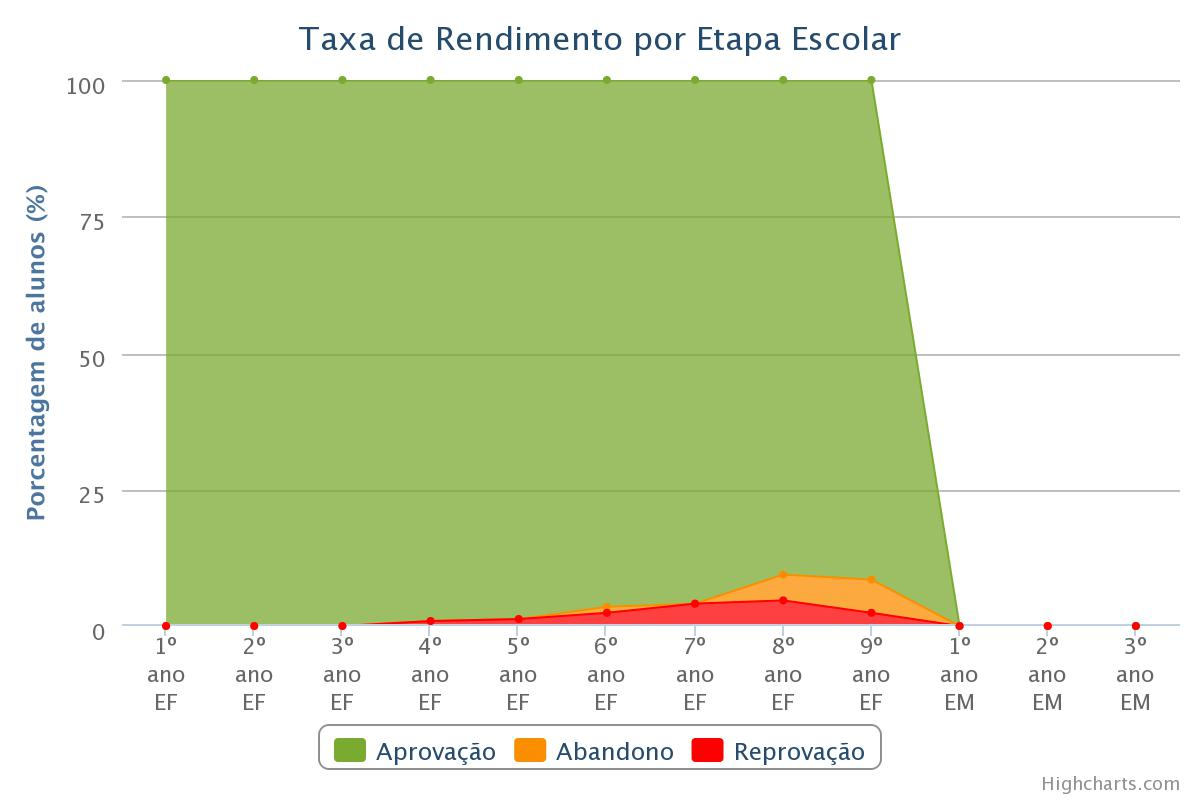 Taxa de Rendimento por Etapa Escolar
Porcentagem de alunos (%)
100
75
50
25
0
1º ano EF
2º ano EF
3º ano EF
4º ano EF
5º ano EF
6º ano EF
7º ano EF
8º ano EF
9º ano EF
1º ano EM
2º ano EM
3º ano EM
Aprovação Abandono Reprovação
Highcharts.com